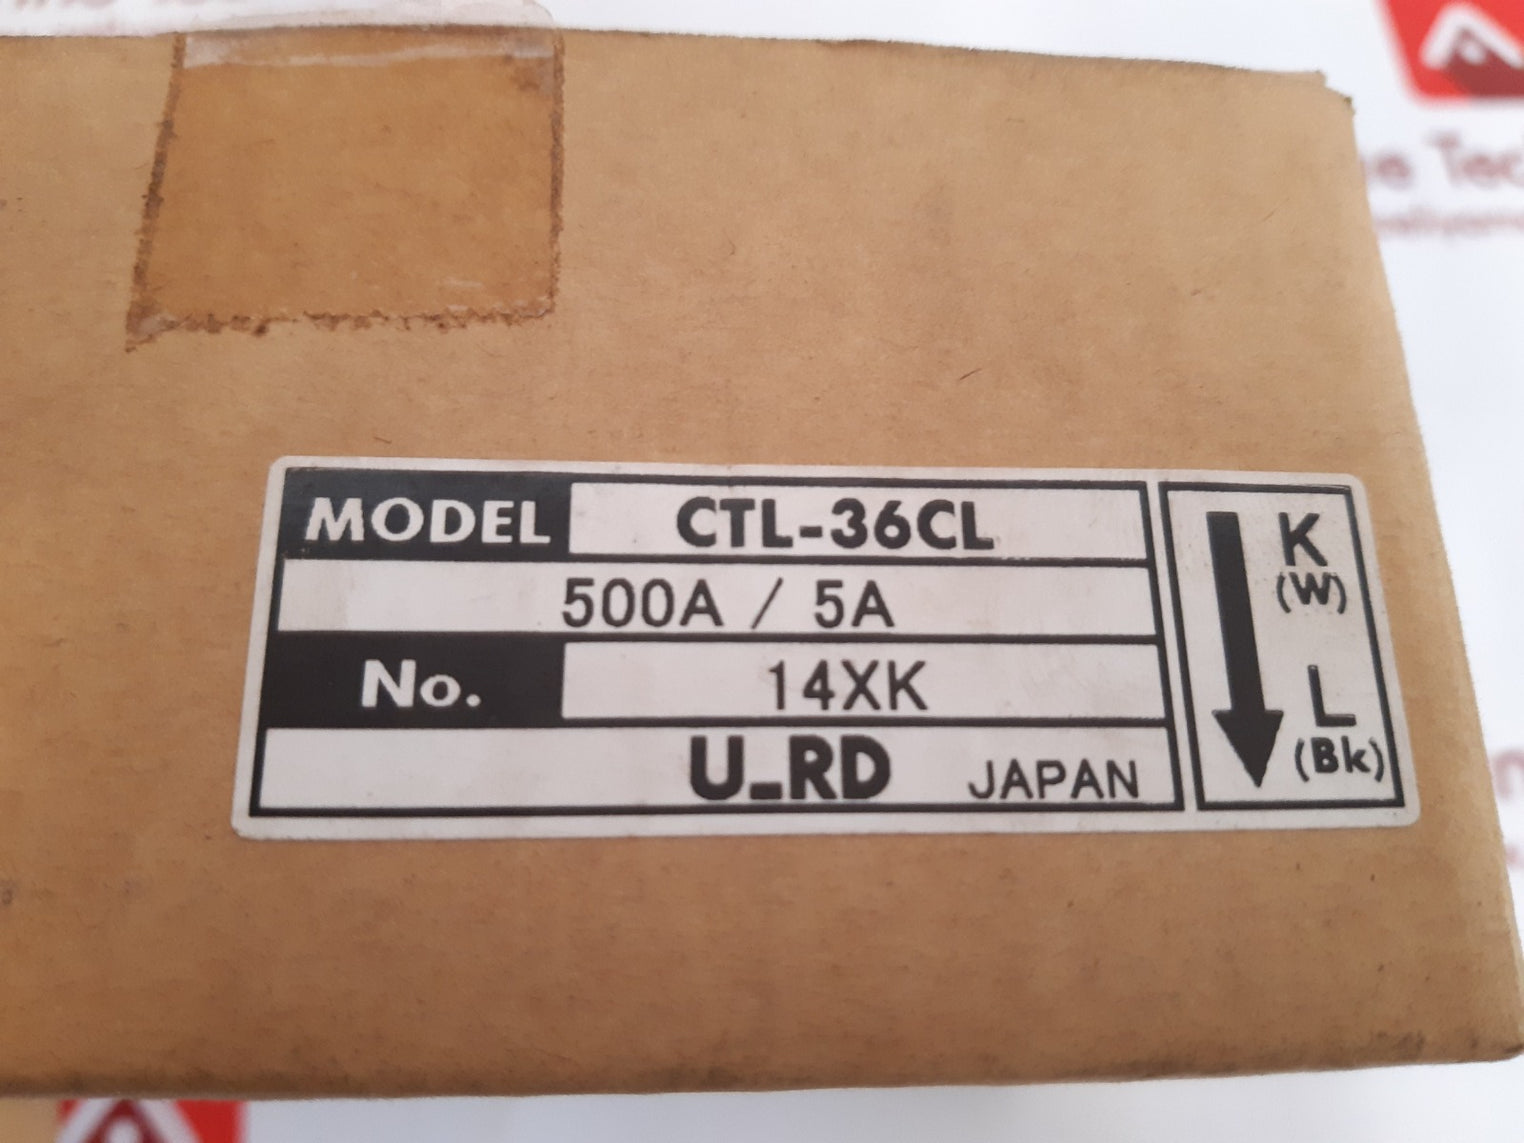 MODEL CTL-36CL
500A / 5A
No. 14XK
U_RD JAPAN
K
(W)
L
(Bk)